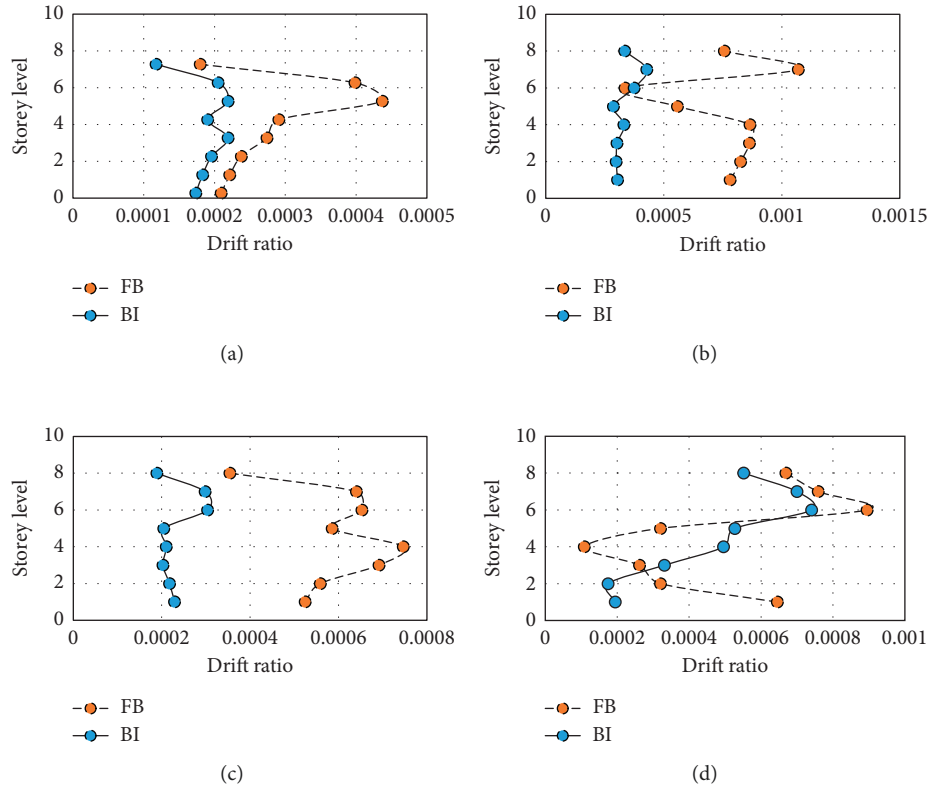 10
8
6
4
2
0
Storey level
0 0.0001 0.0002 0.0003 0.0004 0.0005
Drift ratio
FB
BI
(a)
10
8
6
4
2
0
Storey level
0 0.0005 0.001 0.0015
Drift ratio
FB
BI
(b)
10
8
6
4
2
0
Storey level
0 0.0002 0.0004 0.0006 0.0008
Drift ratio
FB
BI
(c)
10
8
6
4
2
0
Storey level
0 0.0002 0.0004 0.0006 0.0008 0.001
Drift ratio
FB
BI
(d)